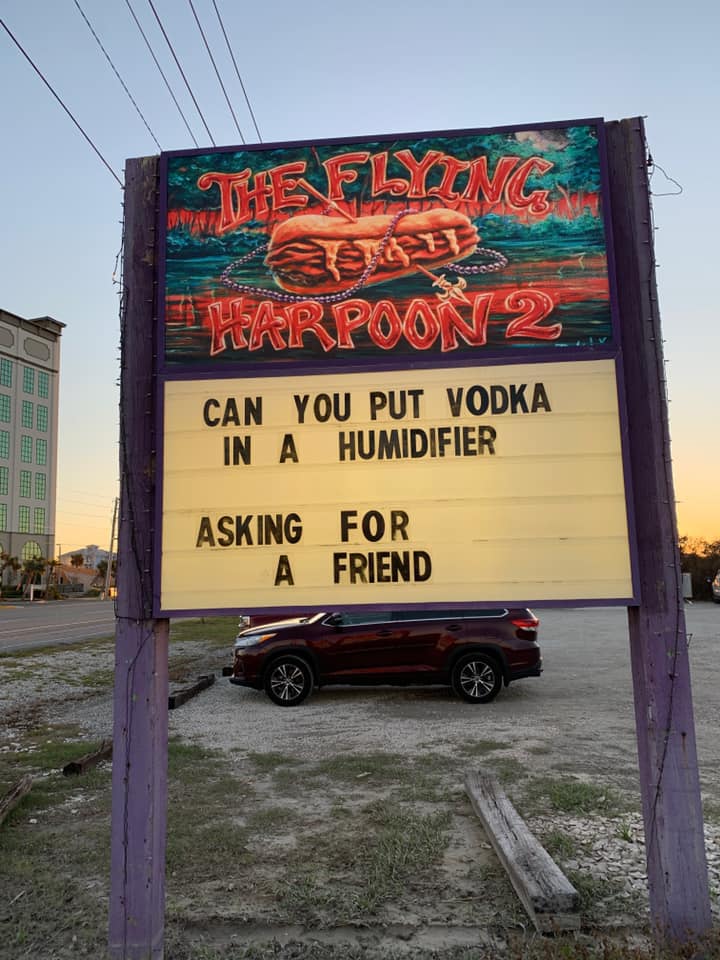 THE FLYING
HARPOON 2
CAN YOU PUT VODKA
IN A HUMIDIFIER
ASKING FOR
A FRIEND